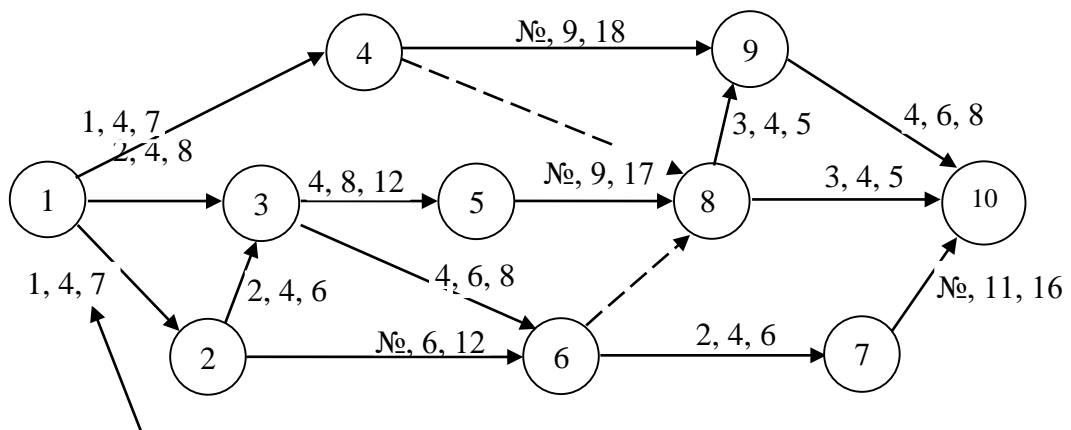 №, 9, 18
4
9
1, 4, 7
2, 4, 8
3, 4, 5
4, 6, 8
1
4, 8, 12
№, 9, 17
3, 4, 5
3
5
8
10
1, 4, 7
2, 4, 6
4, 6, 8
№, 11, 16
2
№, 6, 12
6
2, 4, 6
7